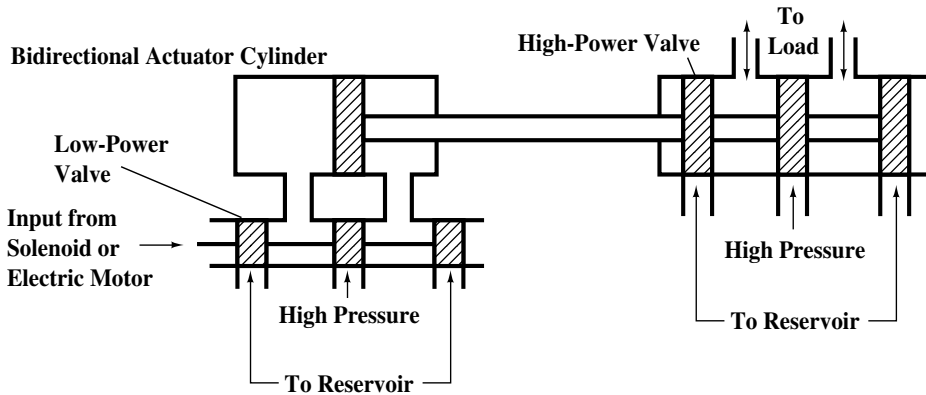 To
Load
High-Power Valve
Bidirectional Actuator Cylinder
Low-Power
Valve
Input from
Solenoid or
Electric Motor
High Pressure
High Pressure
To Reservoir
To Reservoir